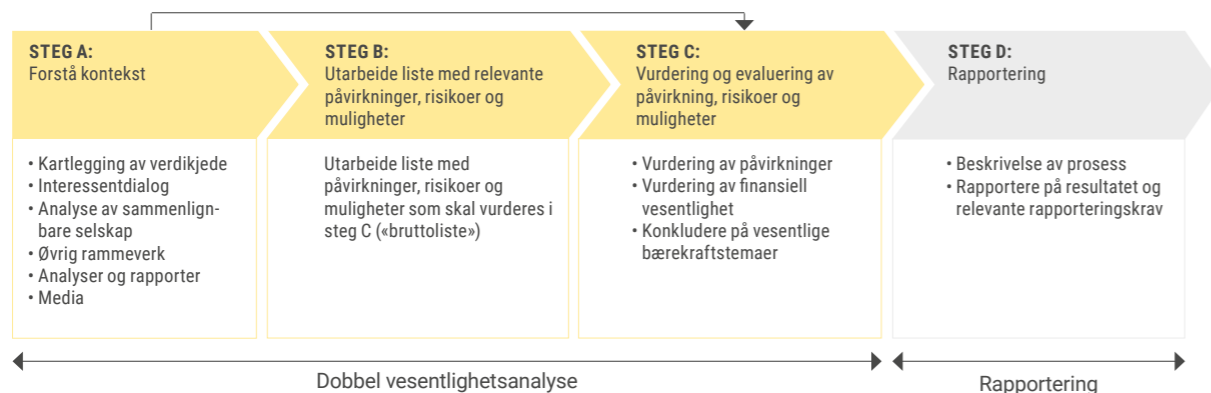 STEG A:
Forstå kontekst
• Kartlegging av verdikjede
• Interessentdialog
• Analyse av sammenlign-
bare selskap
• Øvrig rammeverk
• Analyser og rapporter
• Media
STEG B:
Utarbeide liste med relevante
påvirkninger, risikoer og
muligheter
Utarbeide liste med
påvirkninger, risikoer og
muligheter som skal vurderes i
steg C («bruttoliste»)
STEG C:
Vurdering og evaluering av
påvirkning, risikoer og
muligheter
• Vurdering av påvirkninger
• Vurdering av finansiell
vesentlighet
• Konkludere på vesentlige
bærekraftstemaer
STEG D:
Rapportering
• Beskrivelse av prosess
• Rapportere på resultatet og
relevante rapporteringskrav
Dobbel vesentlighetsanalyse
Rapportering